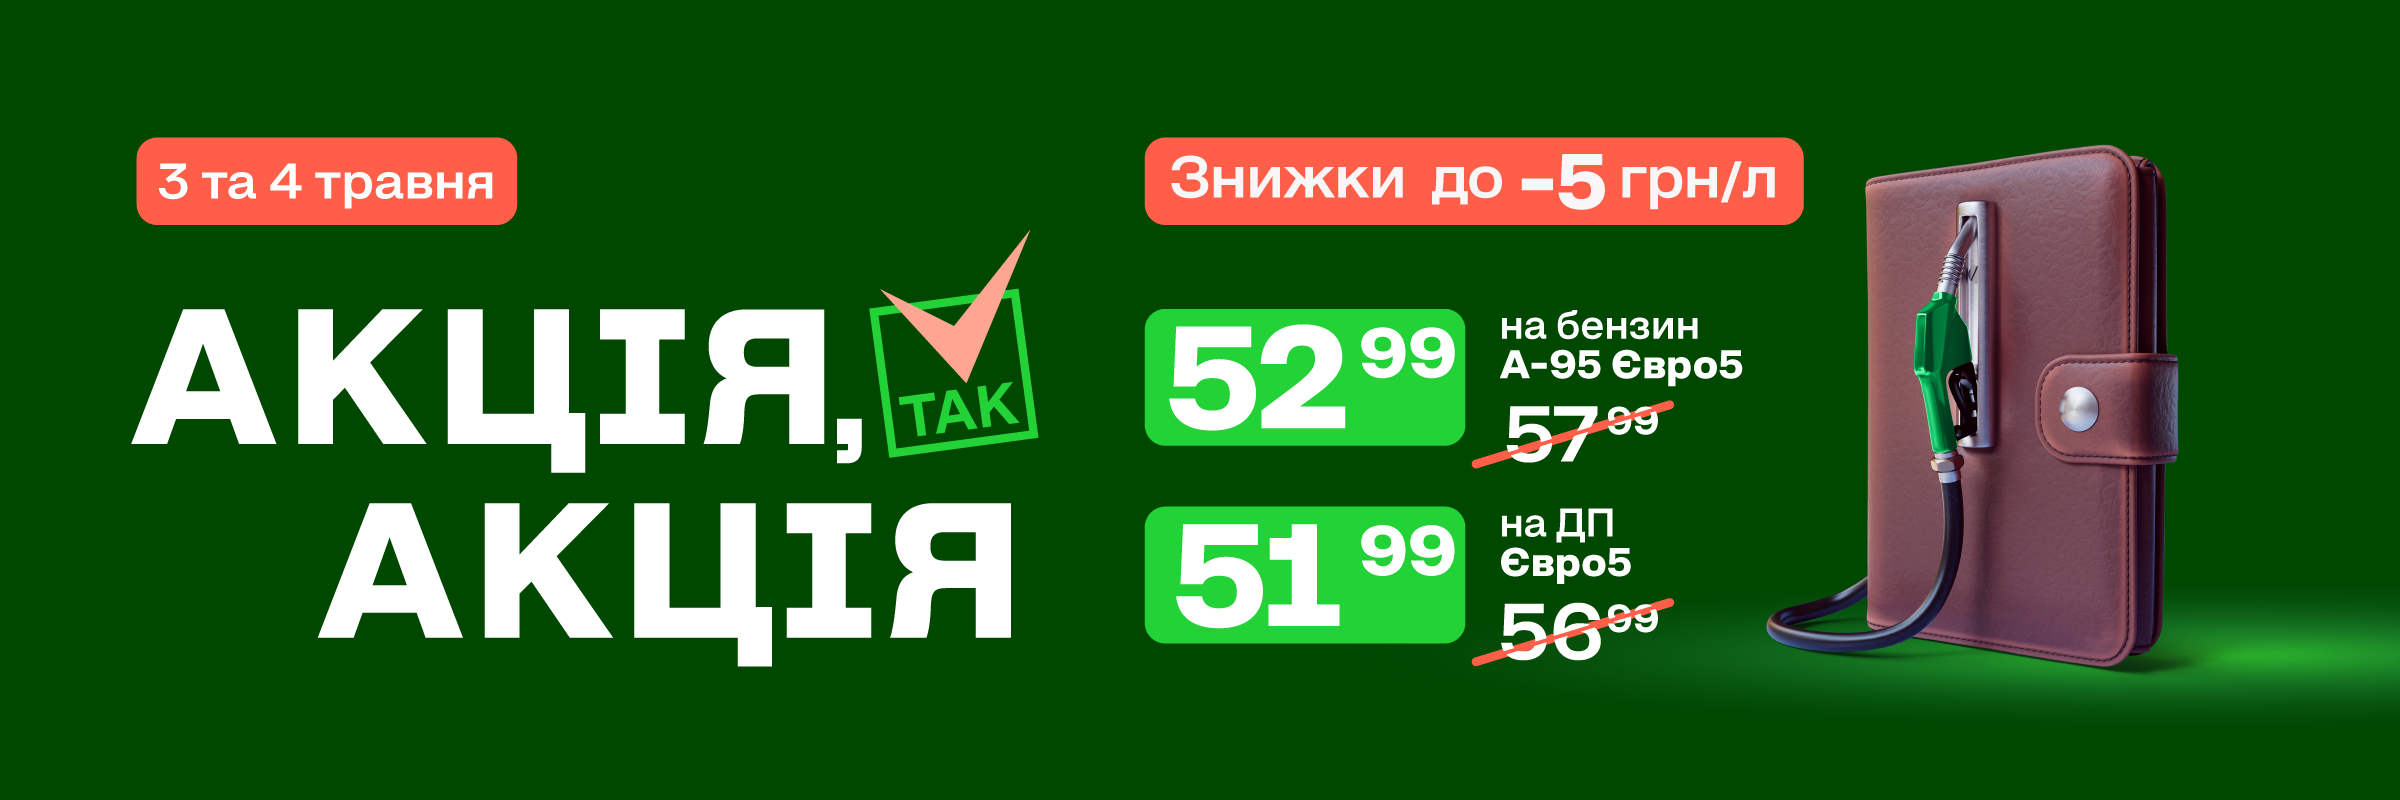 3 та 4 травня
АКЦІЯ,
ТАК
АКЦІЯ
Знижки до -5 грн/л
52 99
на бензин
А-95 Євро5
57 99
51 99
на ДП
Євро5
56 99